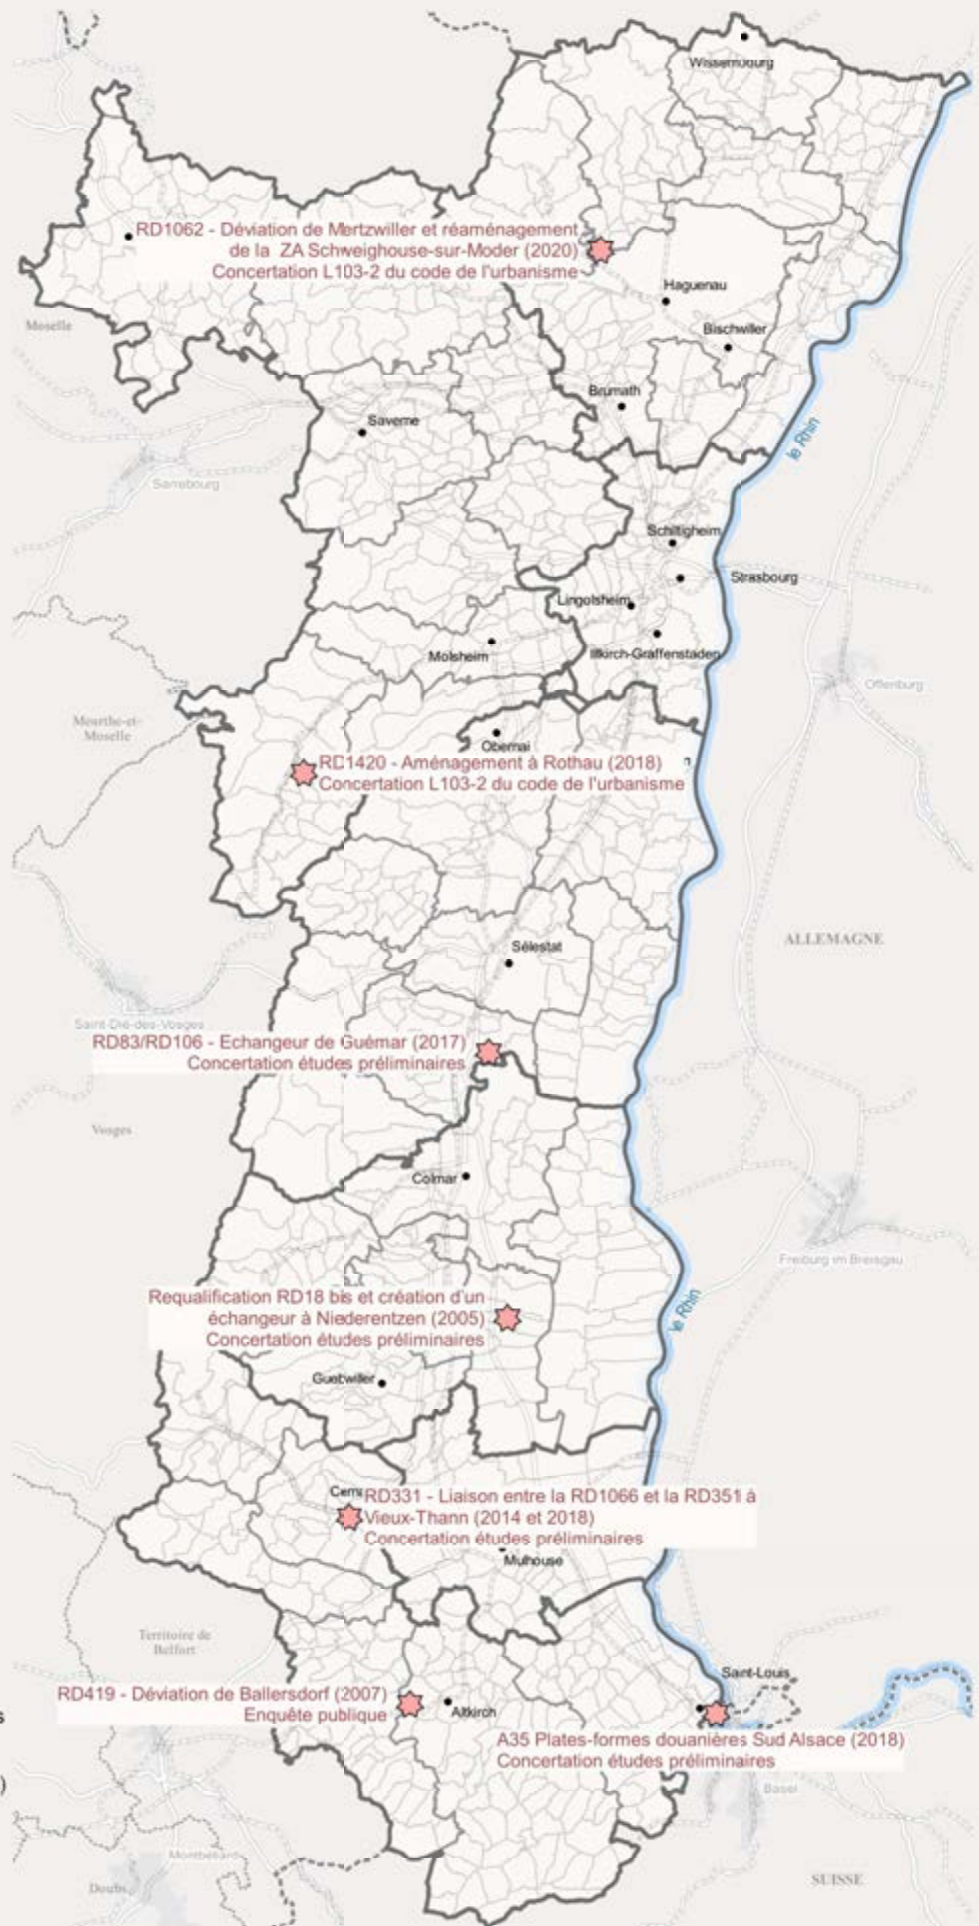 Wissembourg
RD1062 - Déviation de Mertzwiller et réaménagement
de la ZA Schweighouse-sur-Moder (2020)
Concertation L103-2 du code de l'urbanisme
Haguenau
Moselle
Bischwiller
Brumath
Saverne
le Rhin
Sarrebourg
Schiltigheim
Strasbourg
Lingolsheim
Molsheim
Illkirch-Graffenstaden
Offenburg
Meurthe-et-
Moselle
Obernai
RD1420 - Aménagement à Rothau (2018)
Concertation L103-2 du code de l'urbanisme
ALLEMAGNE
Sélestat
Saint-Dié-des-Vosges
RD83/RD106 - Echangeur de Guémar (2017)
Concertation études préliminaires
Vosges
Colmar
Freiburg im Breisgau
le Rhin
Requalification RD18 bis et création d'un
échangeur à Niederentzen (2005)
Concertation études préliminaires
Guebwiller
Cern
RD331 - Liaison entre la RD1066 et la RD351 à
Vieux-Thann (2014 et 2018)
Concertation études préliminaires
Mulhouse
Territoire de
Belfort
Saint-Louis
RD419 - Déviation de Ballersdorf (2007)
Enquête publique
Altkirch
A35 Plates-formes douanières Sud Alsace (2018)
Concertation études préliminaires
Basel
Montbéliard
Doubs
SUISSE